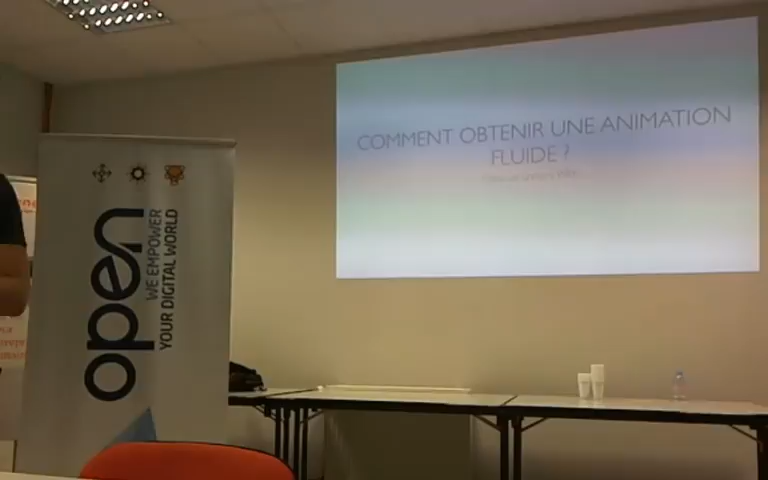 COMMENT OBTENIR UNE ANIMATION
FLUIDE ?
open
WE EMPOWER
YOUR DIGITAL WORLD